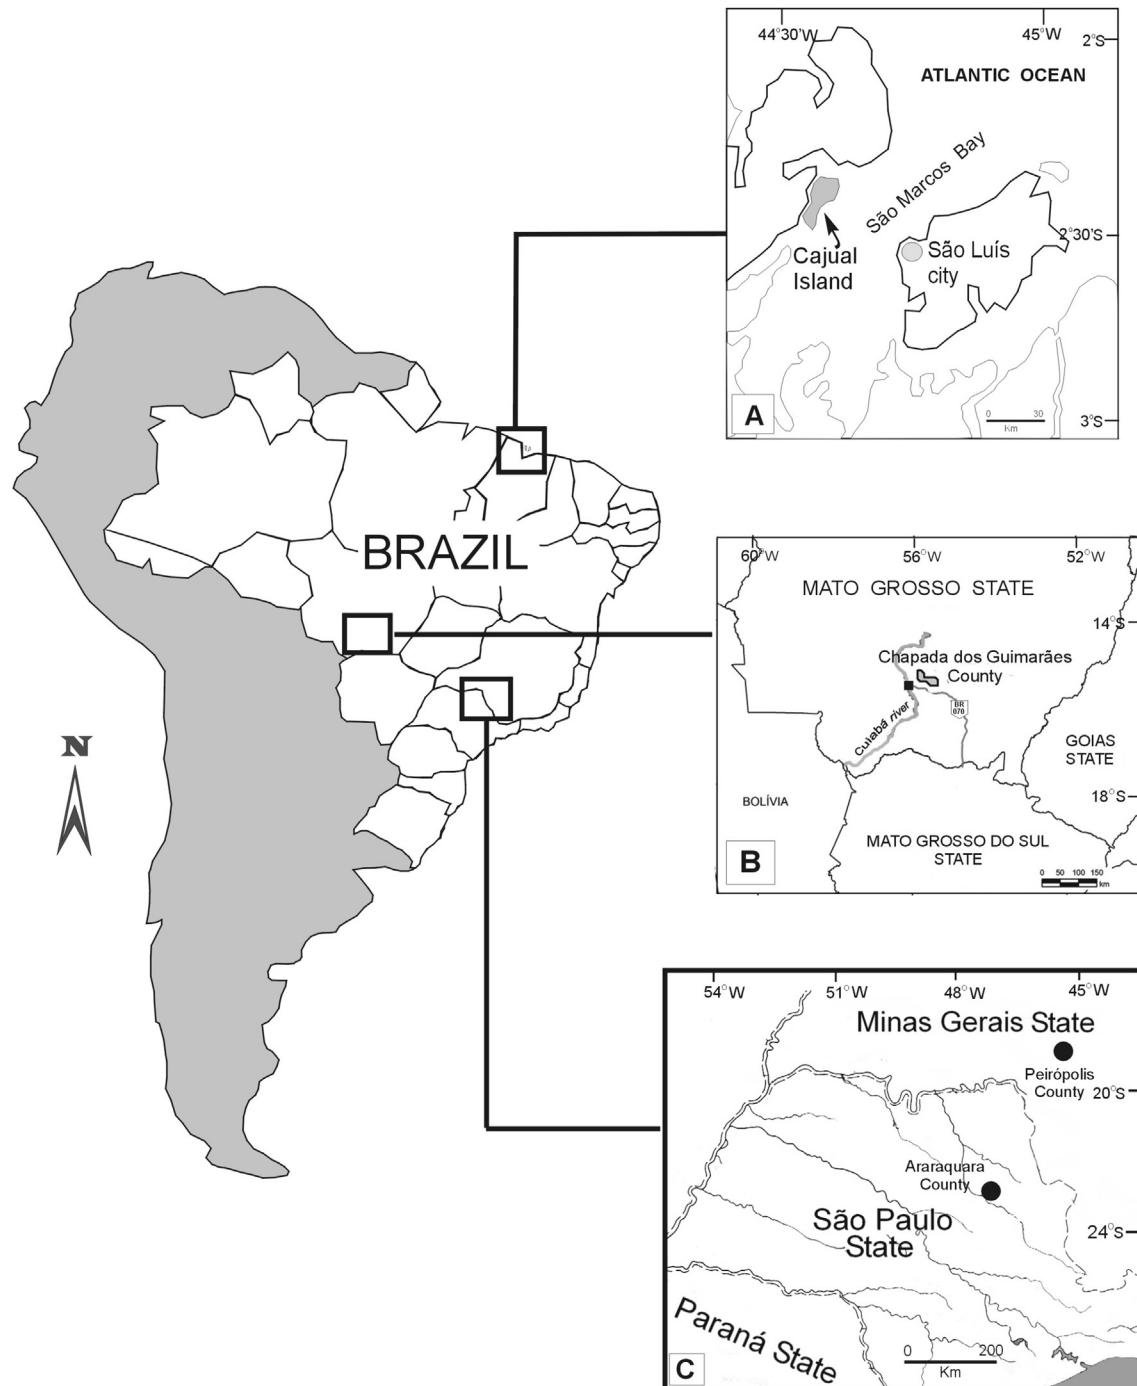 44°30'W
45°W
2°S
ATLANTIC OCEAN
São Marcos Bay
2°30'S
Cajual
Island
São Luís
city
A
0 30
Km
3°S
BRAZIL
N
60°W
56°W
52°W
MATO GROSSO STATE
14°S
Chapada dos Guimarães
County
BR
070
Cuiabá river
GOIAS
STATE
BOLÍVIA
18°S
MATO GROSSO DO SUL
STATE
B
0 50 100 150
km
54°W
51°W
48°W
45°W
Minas Gerais State
Peirópolis
County
20°S
Araraquara
County
São Paulo
State
24°S
Paraná State
0 200
Km
C